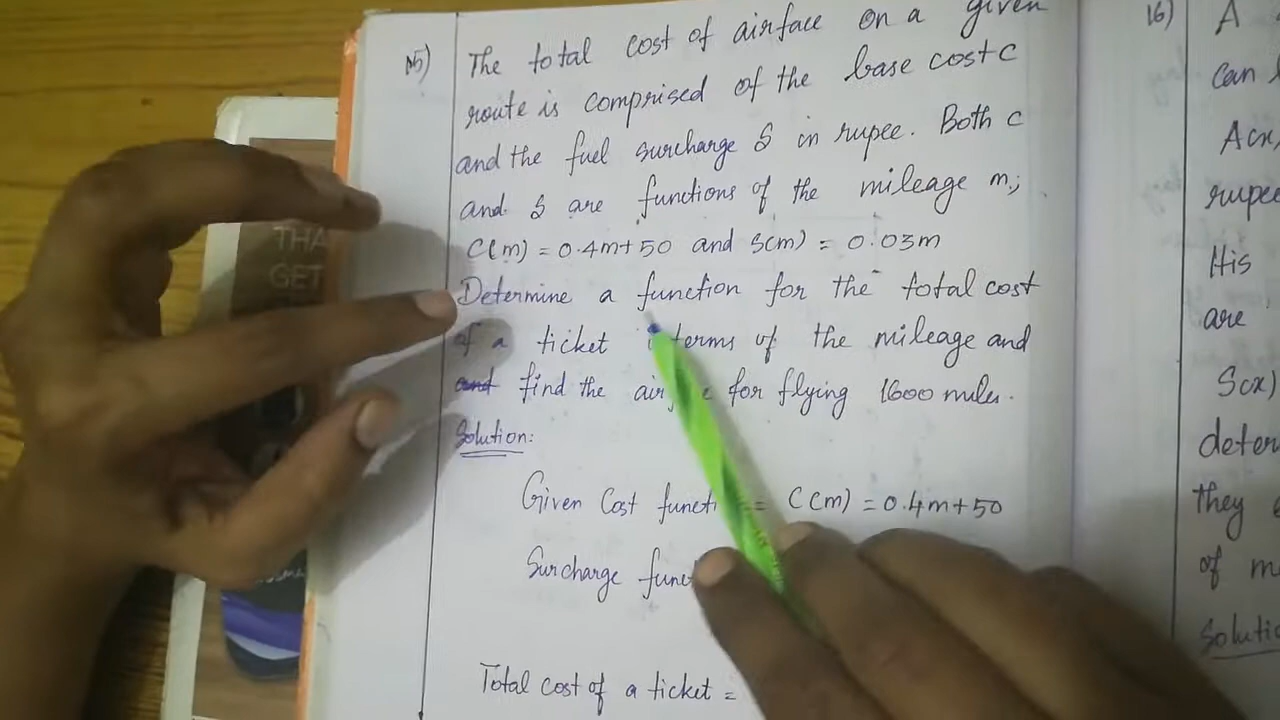 15) The total cost of airface on a given
route is comprised of the base cost C
and the fuel surcharge S in rupee. Both C
and S are functions of the mileage m;
C(m) = 0.4m+50 and S(m) = 0.03m
Determine a function for the total cost
of a ticket terms of the mileage and
find the for flying 1600 miles.
Solution:
Given Cost = C(m) = 0.4m+50
Surcharge
Total cost of a ticket =
16) A
can
rupee
His
are
S(x)
they
of
THA
GET